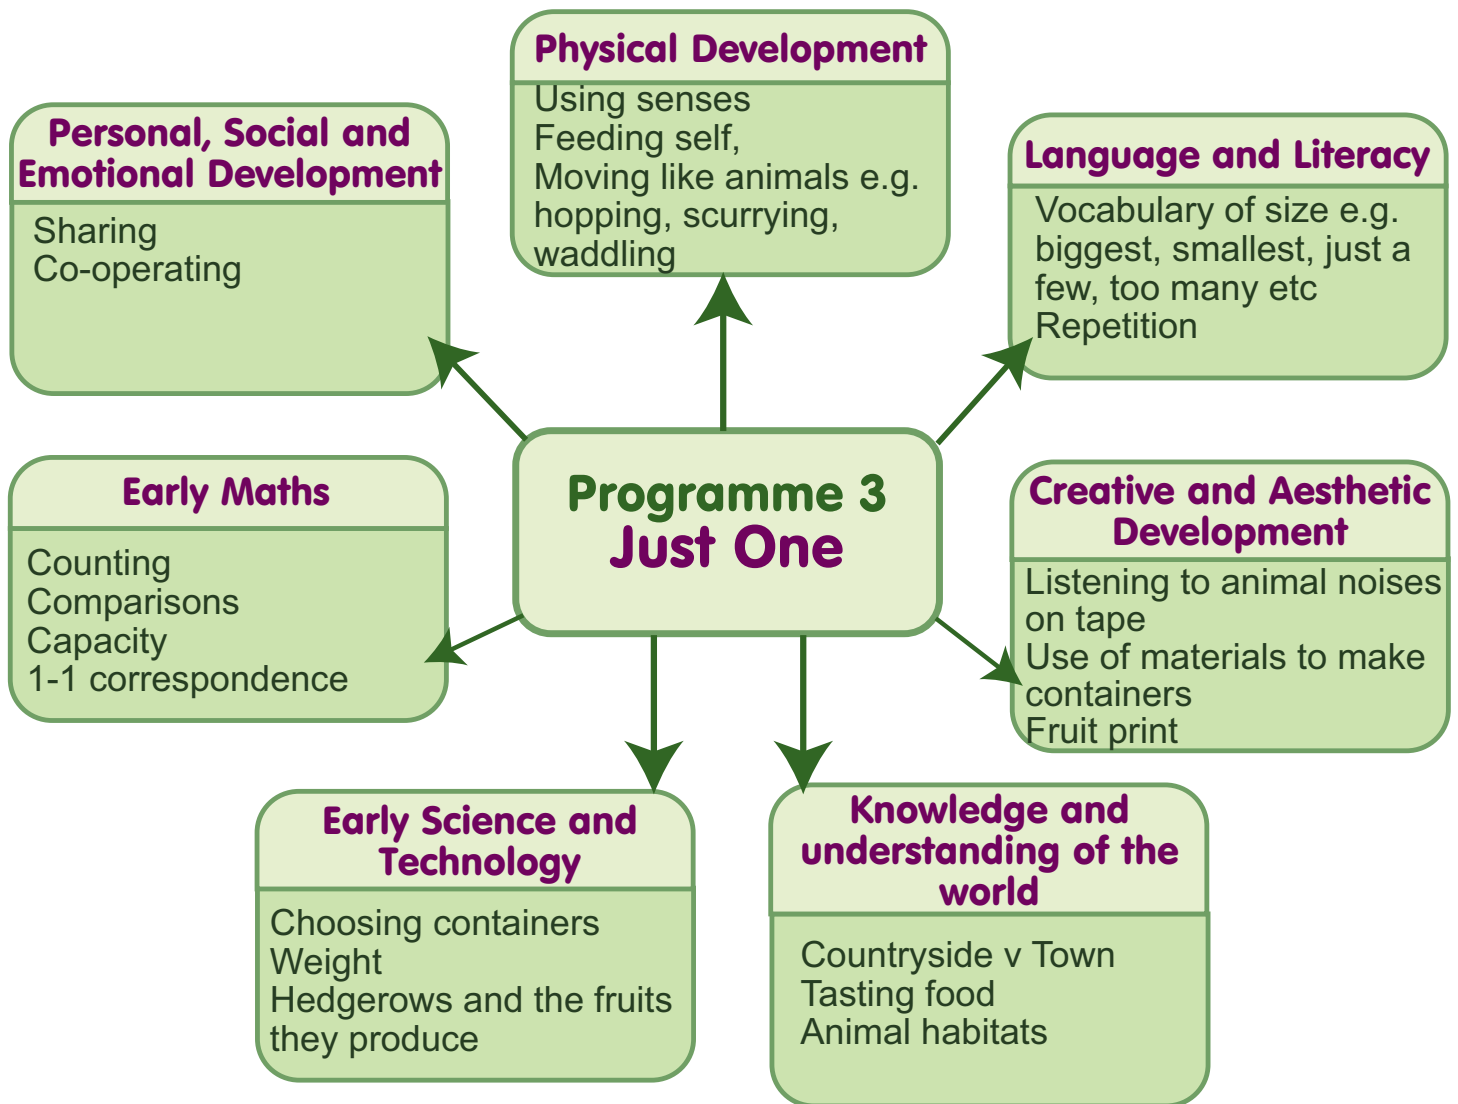 Physical Development
Using senses
Feeding self,
Moving like animals e.g.
hopping, scurrying,
waddling
Personal, Social and
Emotional Development
Sharing
Co-operating
Language and Literacy
Vocabulary of size e.g.
biggest, smallest, just a
few, too many etc
Repetition
Programme 3
Just One
Early Maths
Counting
Comparisons
Capacity
1-1 correspondence
Creative and Aesthetic
Development
Listening to animal noises
on tape
Use of materials to make
containers
Fruit print
Early Science and
Technology
Choosing containers
Weight
Hedgerows and the fruits
they produce
Knowledge and
understanding of the
world
Countryside v Town
Tasting food
Animal habitats